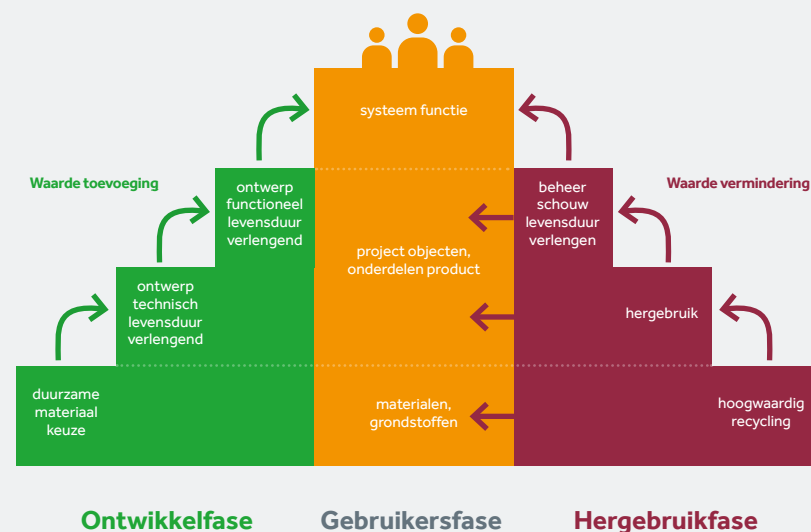 systeem functie
Waarde toevoeging
ontwerp
functioneel
levensduur
verlengend
beheer
schouw
levensduur
verlengen
Waarde vermindering
project objecten,
onderdelen product
ontwerp
technisch
levensduur
verlengend
hergebruik
duurzame
materiaal
keuze
materialen,
grondstoffen
hoogwaardig
recycling
Ontwikkelfase
Gebruikersfase
Hergebruikfase